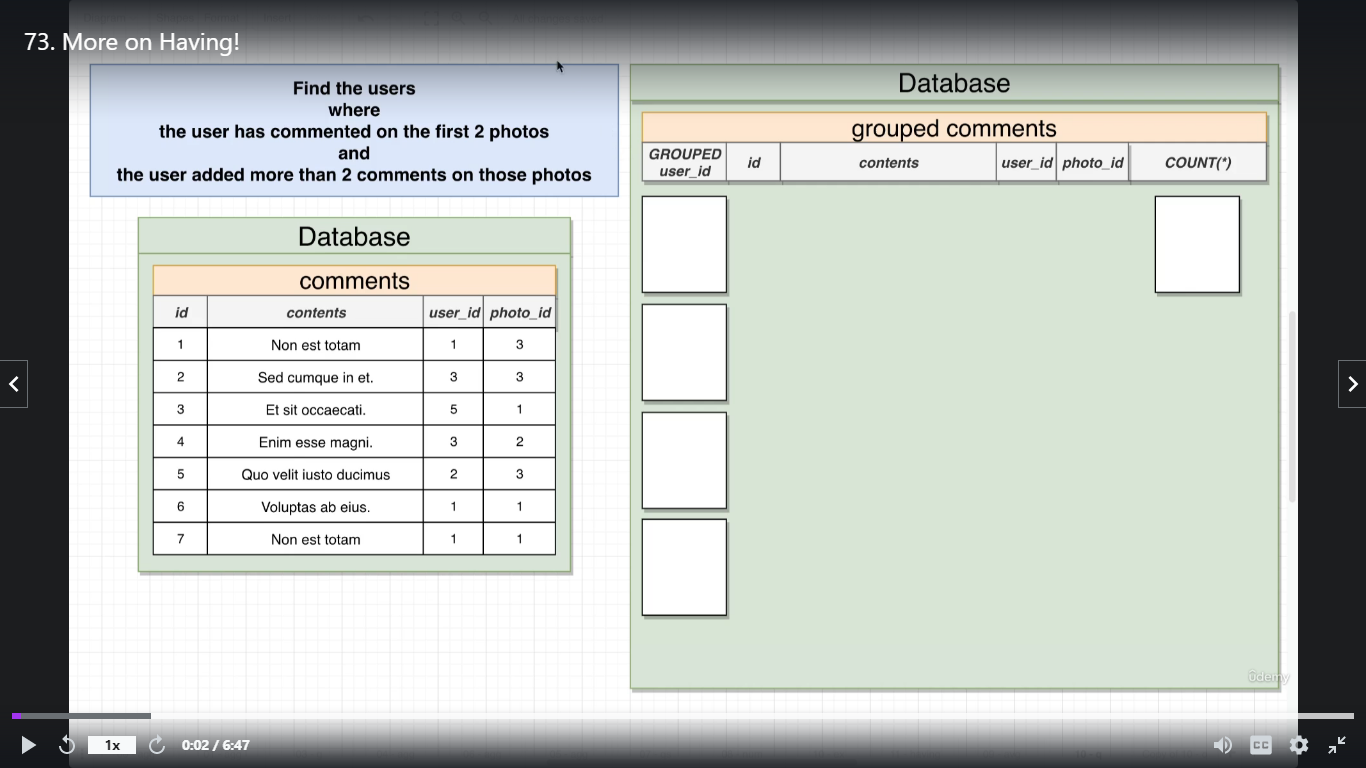 73. More on Having!
Find the users
where
the user has commented on the first 2 photos
and
the user added more than 2 comments on those photos
Database
comments
id contents user_id photo_id
1 Non est totam 1 3
2 Sed cumque in et. 3 3
3 Et sit occaecati. 5 1
4 Enim esse magni. 3 2
5 Quo velit iusto ducimus 2 3
6 Voluptas ab eius. 1 1
7 Non est totam 1 1
Database
grouped comments
GROUPED
user_id
id contents user_id photo_id COUNT(*)
ûdemy
1x
0:02 / 6:47
CC